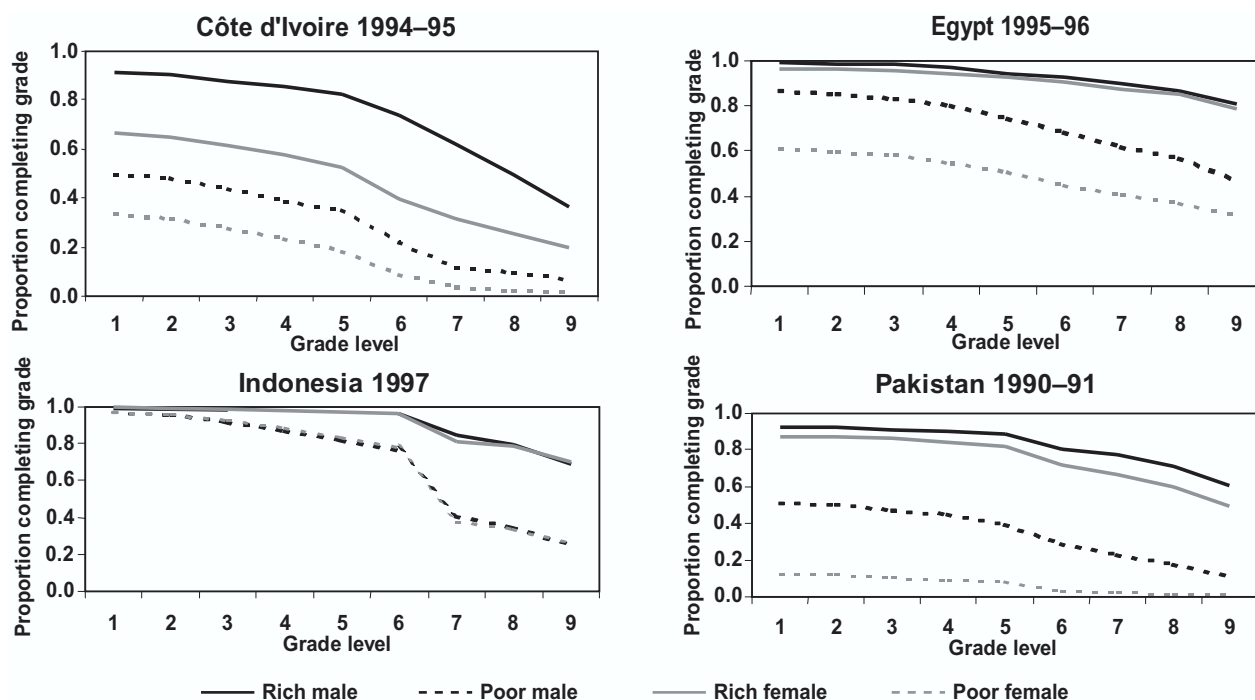 Côte d'Ivoire 1994–95
Proportion completing grade
1.0
0.8
0.6
0.4
0.2
0.0
1 2 3 4 5 6 7 8 9
Grade level
Egypt 1995–96
Proportion completing grade
1.0
0.8
0.6
0.4
0.2
0.0
1 2 3 4 5 6 7 8 9
Grade level
Indonesia 1997
Proportion completing grade
1.0
0.8
0.6
0.4
0.2
0.0
1 2 3 4 5 6 7 8 9
Grade level
Pakistan 1990–91
Proportion completing grade
1.0
0.8
0.6
0.4
0.2
0.0
1 2 3 4 5 6 7 8 9
Grade level
Rich male Poor male Rich female Poor female